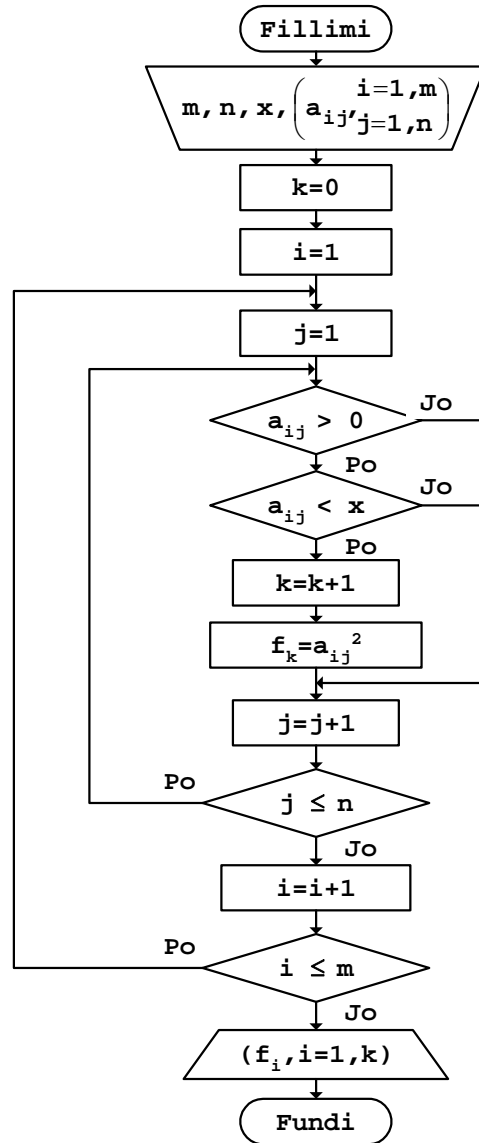 Fillimi
m, n, x, (a_ij, i=1,m j=1,n)
k=0
i=1
j=1
a_ij > 0 Jo
Po
a_ij < x Jo
Po
k=k+1
f_k=a_ij²
j=j+1
Po j ≤ n
Jo
i=i+1
Po i ≤ m
Jo
(f_i,i=1,k)
Fundi